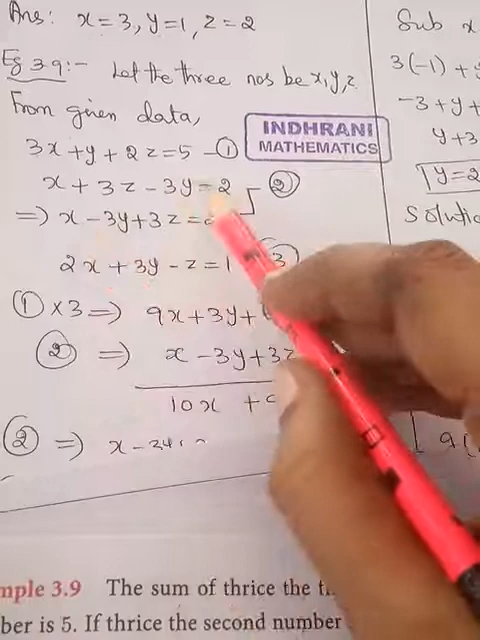 Ans: x = 3, y = 1, z = 2
Eg 3.9:- Let the three nos be x, y, z
From given data,
INDHRANI
MATHEMATICS
3x + y + 2z = 5 - ①
x + 3z - 3y = 2
②
=) x - 3y + 3z =
2x + 3y - z = 1
① x 3 =) 9x + 3y +
② =) x - 3y + 3z
10x +
② =) x - 3y
Sub x
3(-1) +
-3 + y +
y + 3
y = 2
mple 3.9 The sum of thrice the
ber is 5. If thrice the second number